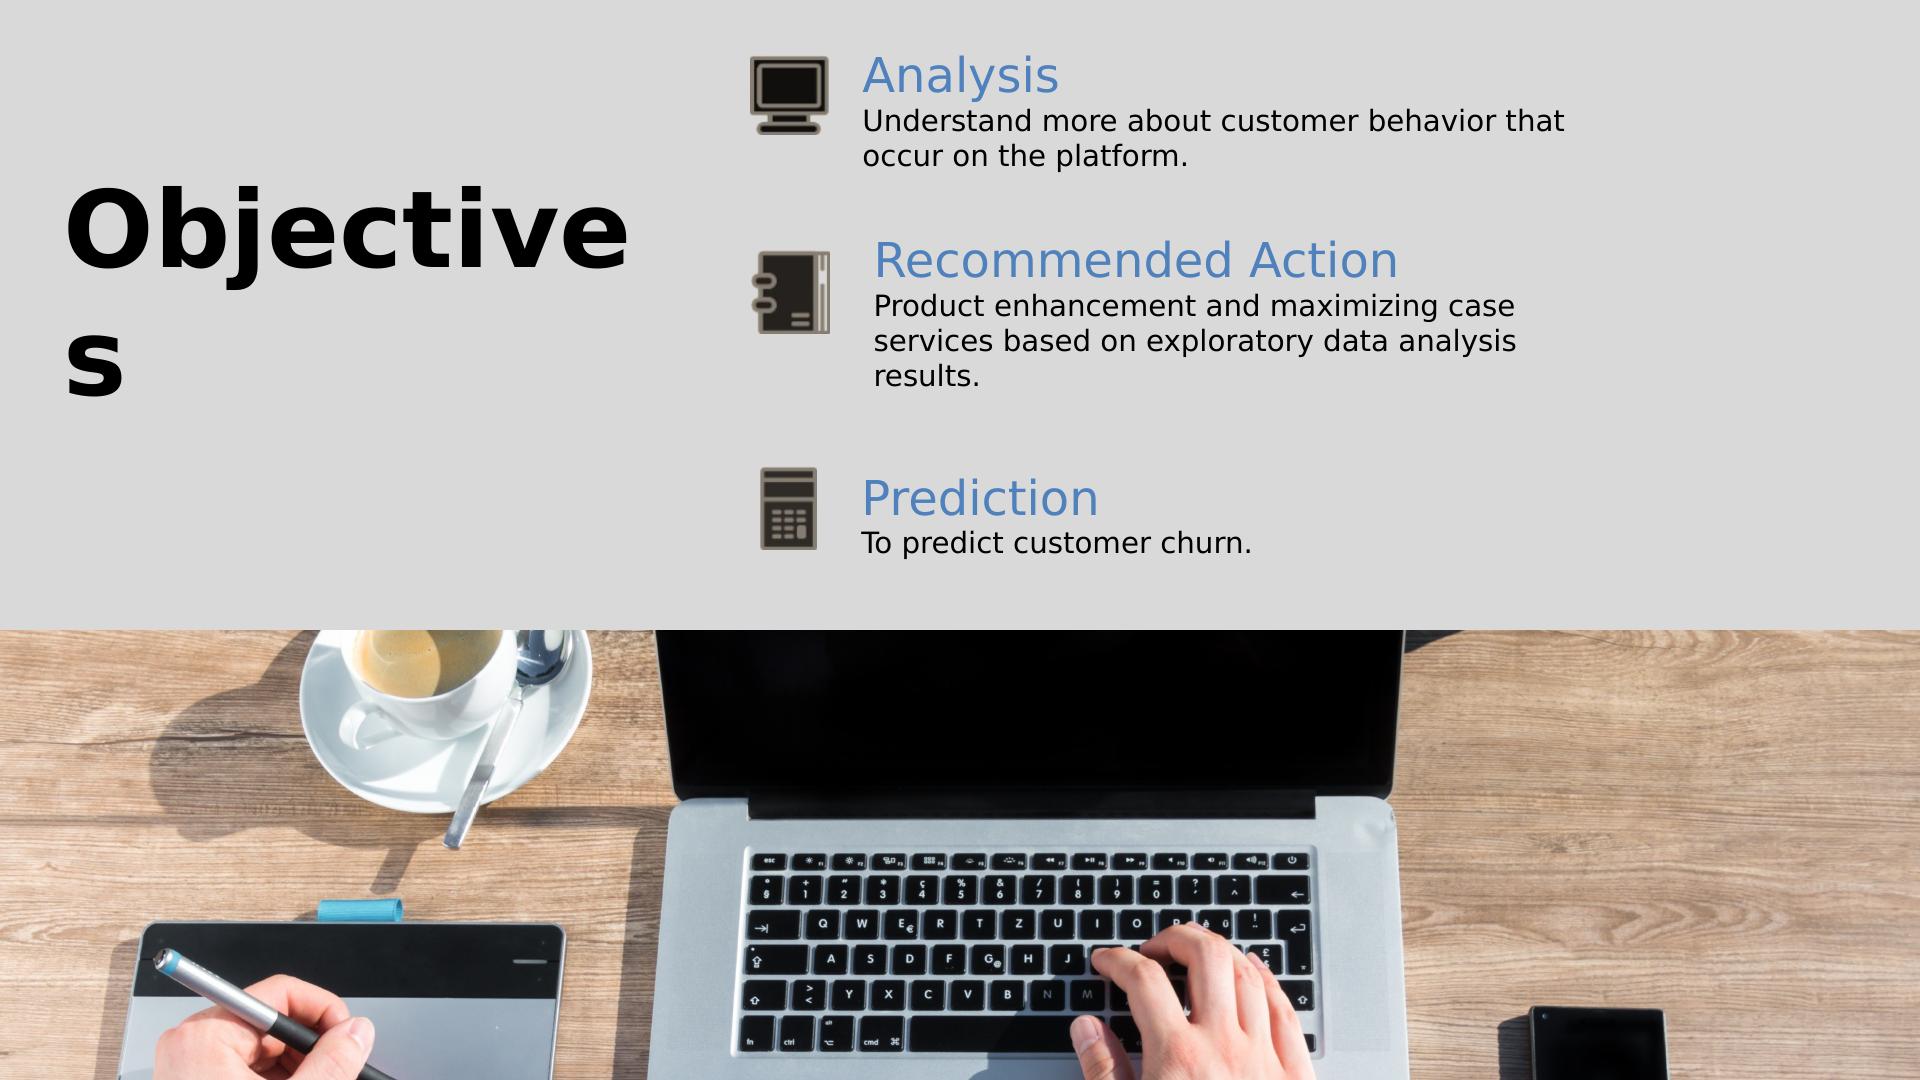 Objective
s
Analysis
Understand more about customer behavior that
occur on the platform.
Recommended Action
Product enhancement and maximizing case
services based on exploratory data analysis
results.
Prediction
To predict customer churn.